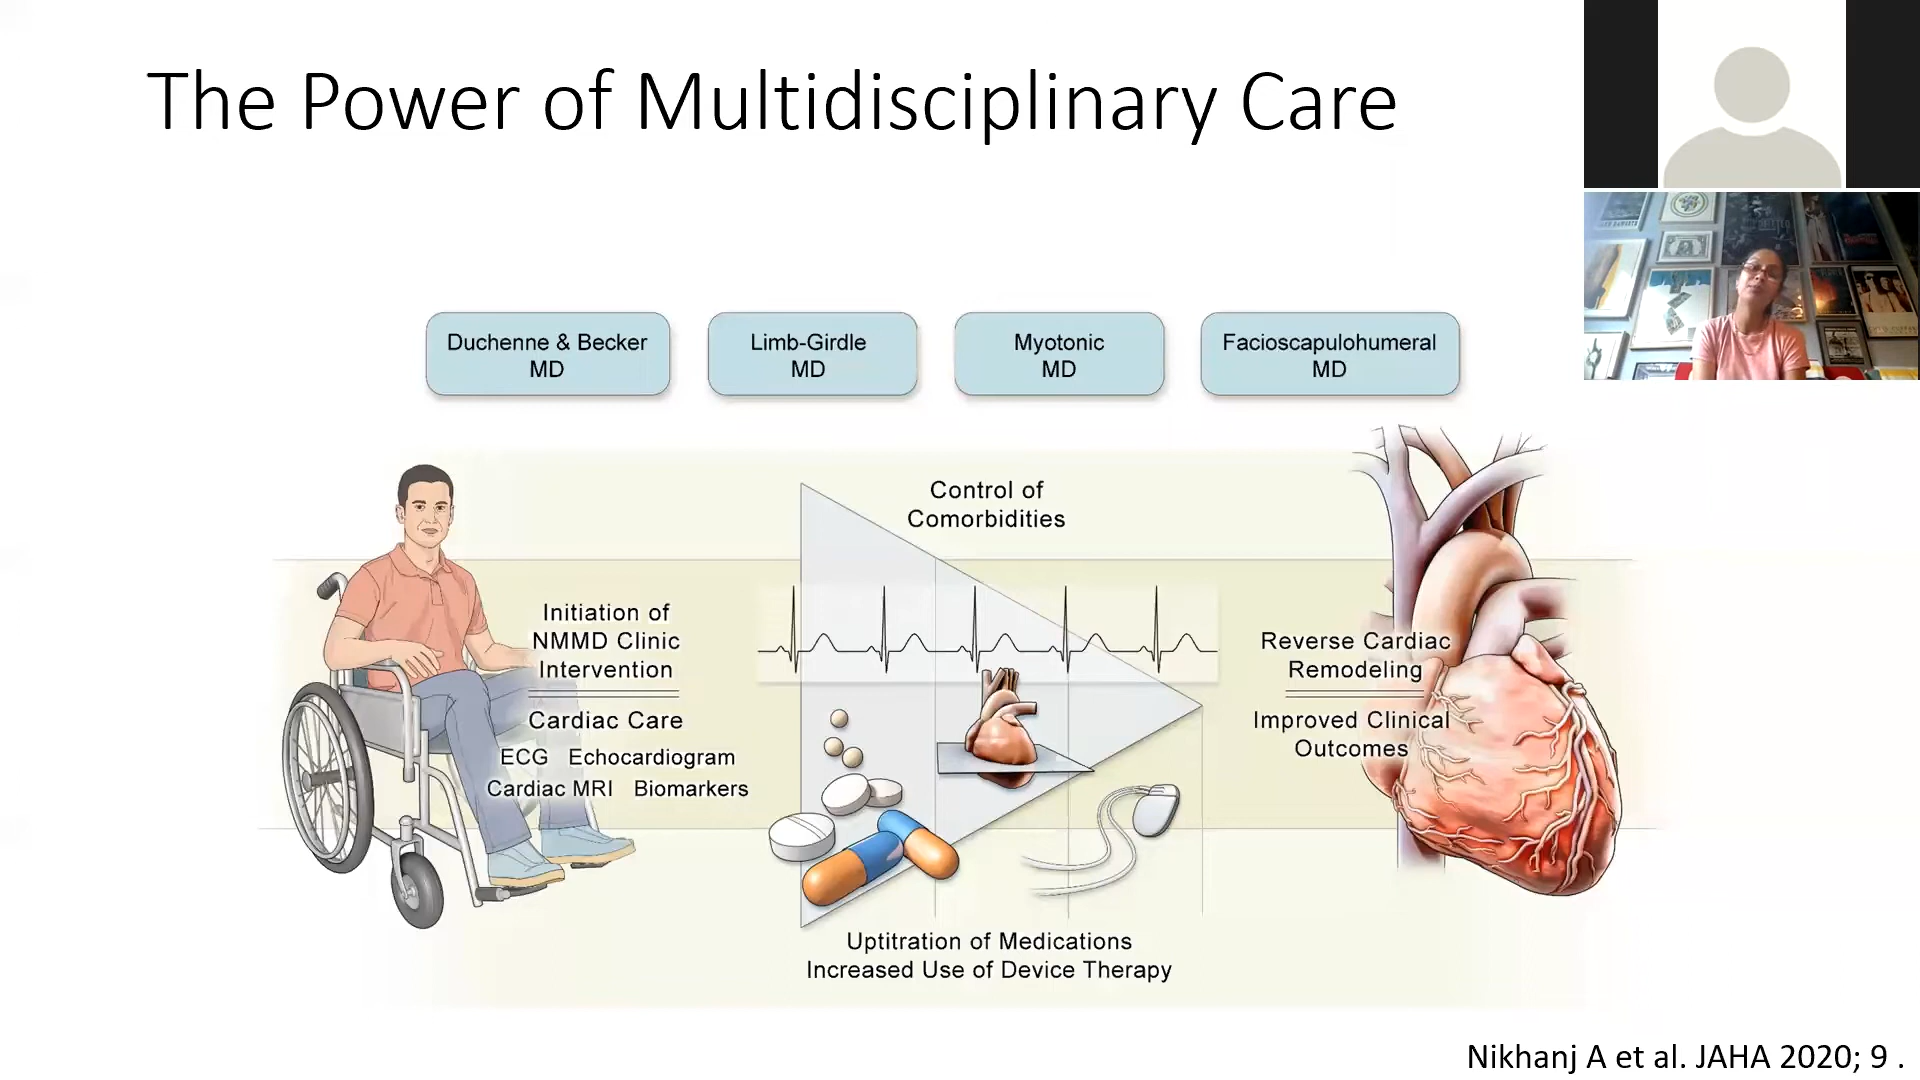 The Power of Multidisciplinary Care
Duchenne & Becker
MD
Limb-Girdle
MD
Myotonic
MD
Facioscapulohumeral
MD
Control of
Comorbidities
Initiation of
NMMD Clinic
Intervention
Cardiac Care
ECG Echocardiogram
Cardiac MRI Biomarkers
Reverse Cardiac
Remodeling
Improved Clinical
Outcomes
Uptitration of Medications
Increased Use of Device Therapy
Nikhanj A et al. JAHA 2020; 9 .